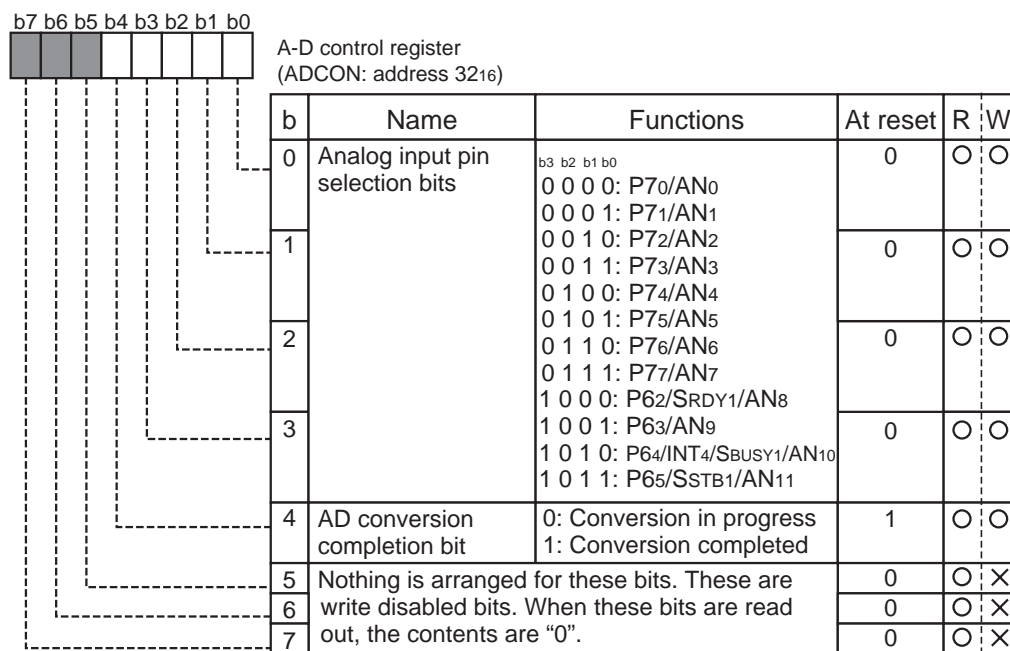 b7 b6 b5 b4 b3 b2 b1 b0
A-D control register
(ADCON: address 3216)
b Name Functions At reset R W
0 Analog input pin selection bits
b3 b2 b1 b0
0 0 0 0: P70/AN0
0 0 0 1: P71/AN1
0 0 1 0: P72/AN2
0 0 1 1: P73/AN3
0 1 0 0: P74/AN4
0 1 0 1: P75/AN5
0 1 1 0: P76/AN6
0 1 1 1: P77/AN7
1 0 0 0: P62/SRDY1/AN8
1 0 0 1: P63/AN9
1 0 1 0: P64/INT4/SBUSY1/AN10
1 0 1 1: P65/SSTB1/AN11
0 ○ ○
1 0 ○ ○
2 0 ○ ○
3 0 ○ ○
4 AD conversion completion bit
0: Conversion in progress
1: Conversion completed
1 ○ ○
5 Nothing is arranged for these bits. These are 0 ○ ×
6 write disabled bits. When these bits are read 0 ○ ×
7 out, the contents are “0”. 0 ○ ×